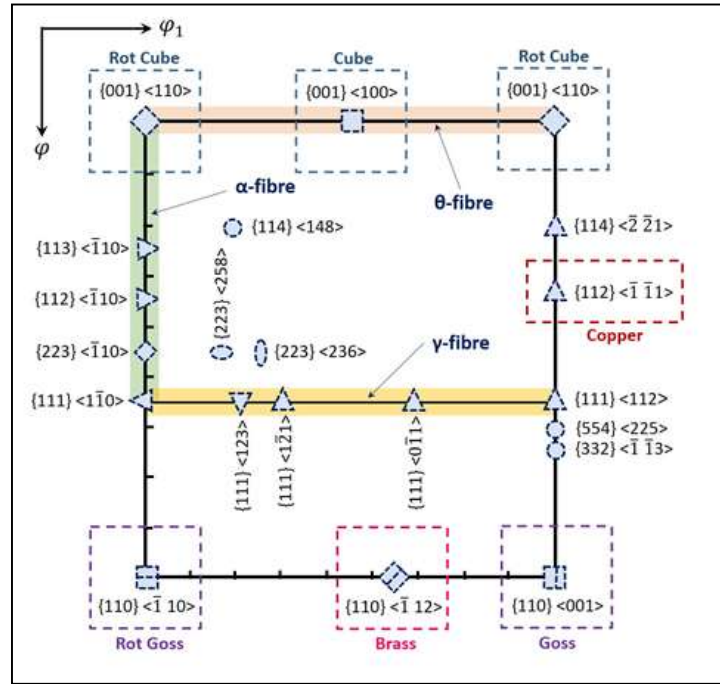 φ₁
φ
Rot Cube
Cube
Rot Cube
{001} <110>
{001} <100>
{001} <110>
α-fibre
θ-fibre
{114} <148>
{114} <2̅ 2̅1>
{113} <1̅10>
{223} <258>
{112} <1̅10>
{112} <1̅ 1̅1>
Copper
{223} <1̅10>
{223} <236>
γ-fibre
{111} <11̅0>
{111} <112>
{554} <225>
{332} <1̅ 1̅3>
{111} <123>
{111} <12̅1>
{111} <01̅1>
{110} <1̅ 10>
{110} <1̅ 12>
{110} <001>
Rot Goss
Brass
Goss